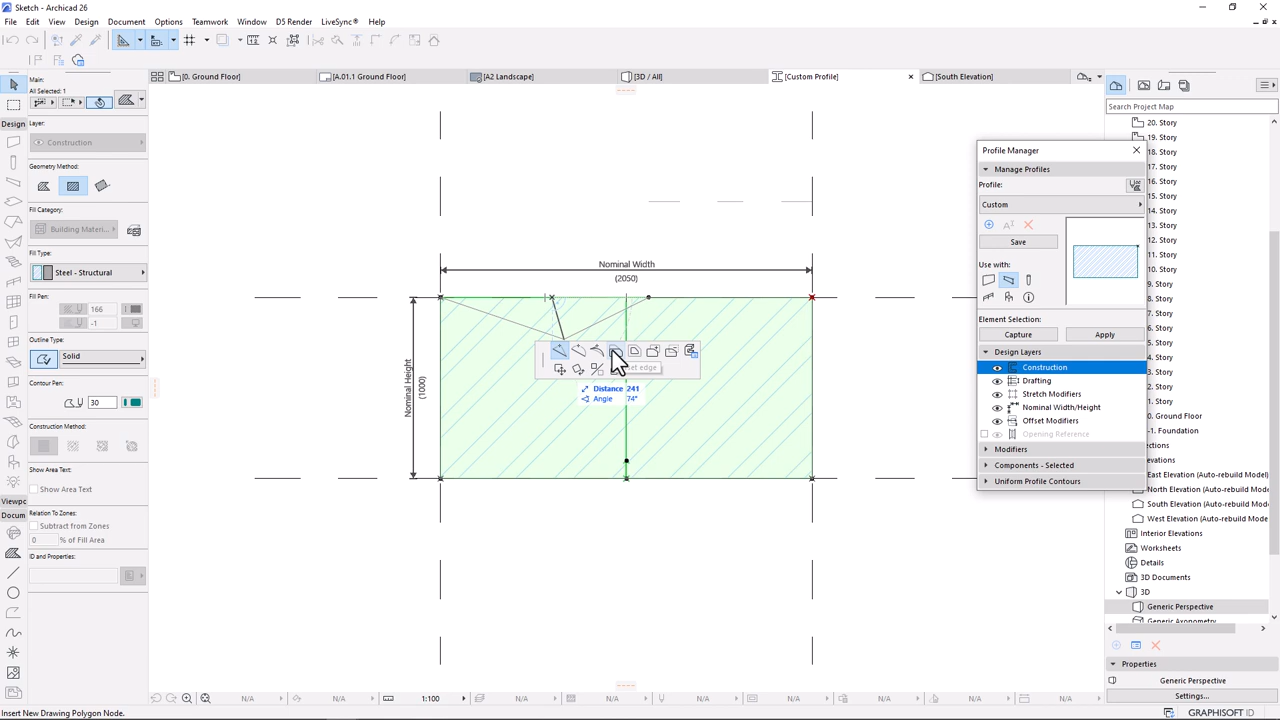 Sketch - Archicad 26
File Edit View Design Document Options Teamwork Window D5 Render LiveSync® Help
Main:
All Selected: 1
[0. Ground Floor]
[A.01.1 Ground Floor]
[A2 Landscape]
[3D / All]
[Custom Profile]
[South Elevation]
Design
Layer:
Construction
Geometry Method:
Fill Category:
Building Materi...
Fill Type:
Steel - Structural
Fill Pen:
166
-1
Outline Type:
Solid
Contour Pen:
30
Construction Method:
Show Area Text:
Show Area Text
Viewpc
Docum
Relation To Zones:
Subtract from Zones
0 % of Fill Area
ID and Properties:
Nominal Width
(2050)
Nominal Height
(1000)
set edge
Distance 241
Angle 74°
Profile Manager
Manage Profiles
Profile:
Custom
Save
Use with:
Element Selection:
Capture
Apply
Design Layers
Construction
Drafting
Stretch Modifiers
Nominal Width/Height
Offset Modifiers
Opening Reference
Modifiers
Components - Selected
Uniform Profile Contours
Search Project Map
20. Story
19. Story
18. Story
17. Story
16. Story
15. Story
14. Story
13. Story
12. Story
11. Story
10. Story
9. Story
8. Story
7. Story
6. Story
5. Story
4. Story
3. Story
2. Story
1. Story
0. Ground Floor
-1. Foundation
ections
evations
East Elevation (Auto-rebuild Mode
North Elevation (Auto-rebuild Mod
South Elevation (Auto-rebuild Mod
West Elevation (Auto-rebuild Mode
Interior Elevations
Worksheets
Details
3D Documents
3D
Generic Perspective
Generic Axonometry
Properties
Generic Perspective
Settings...
N/A N/A N/A 1:100 N/A N/A N/A N/A N/A N/A
Insert New Drawing Polygon Node.
GRAPHISOFT ID